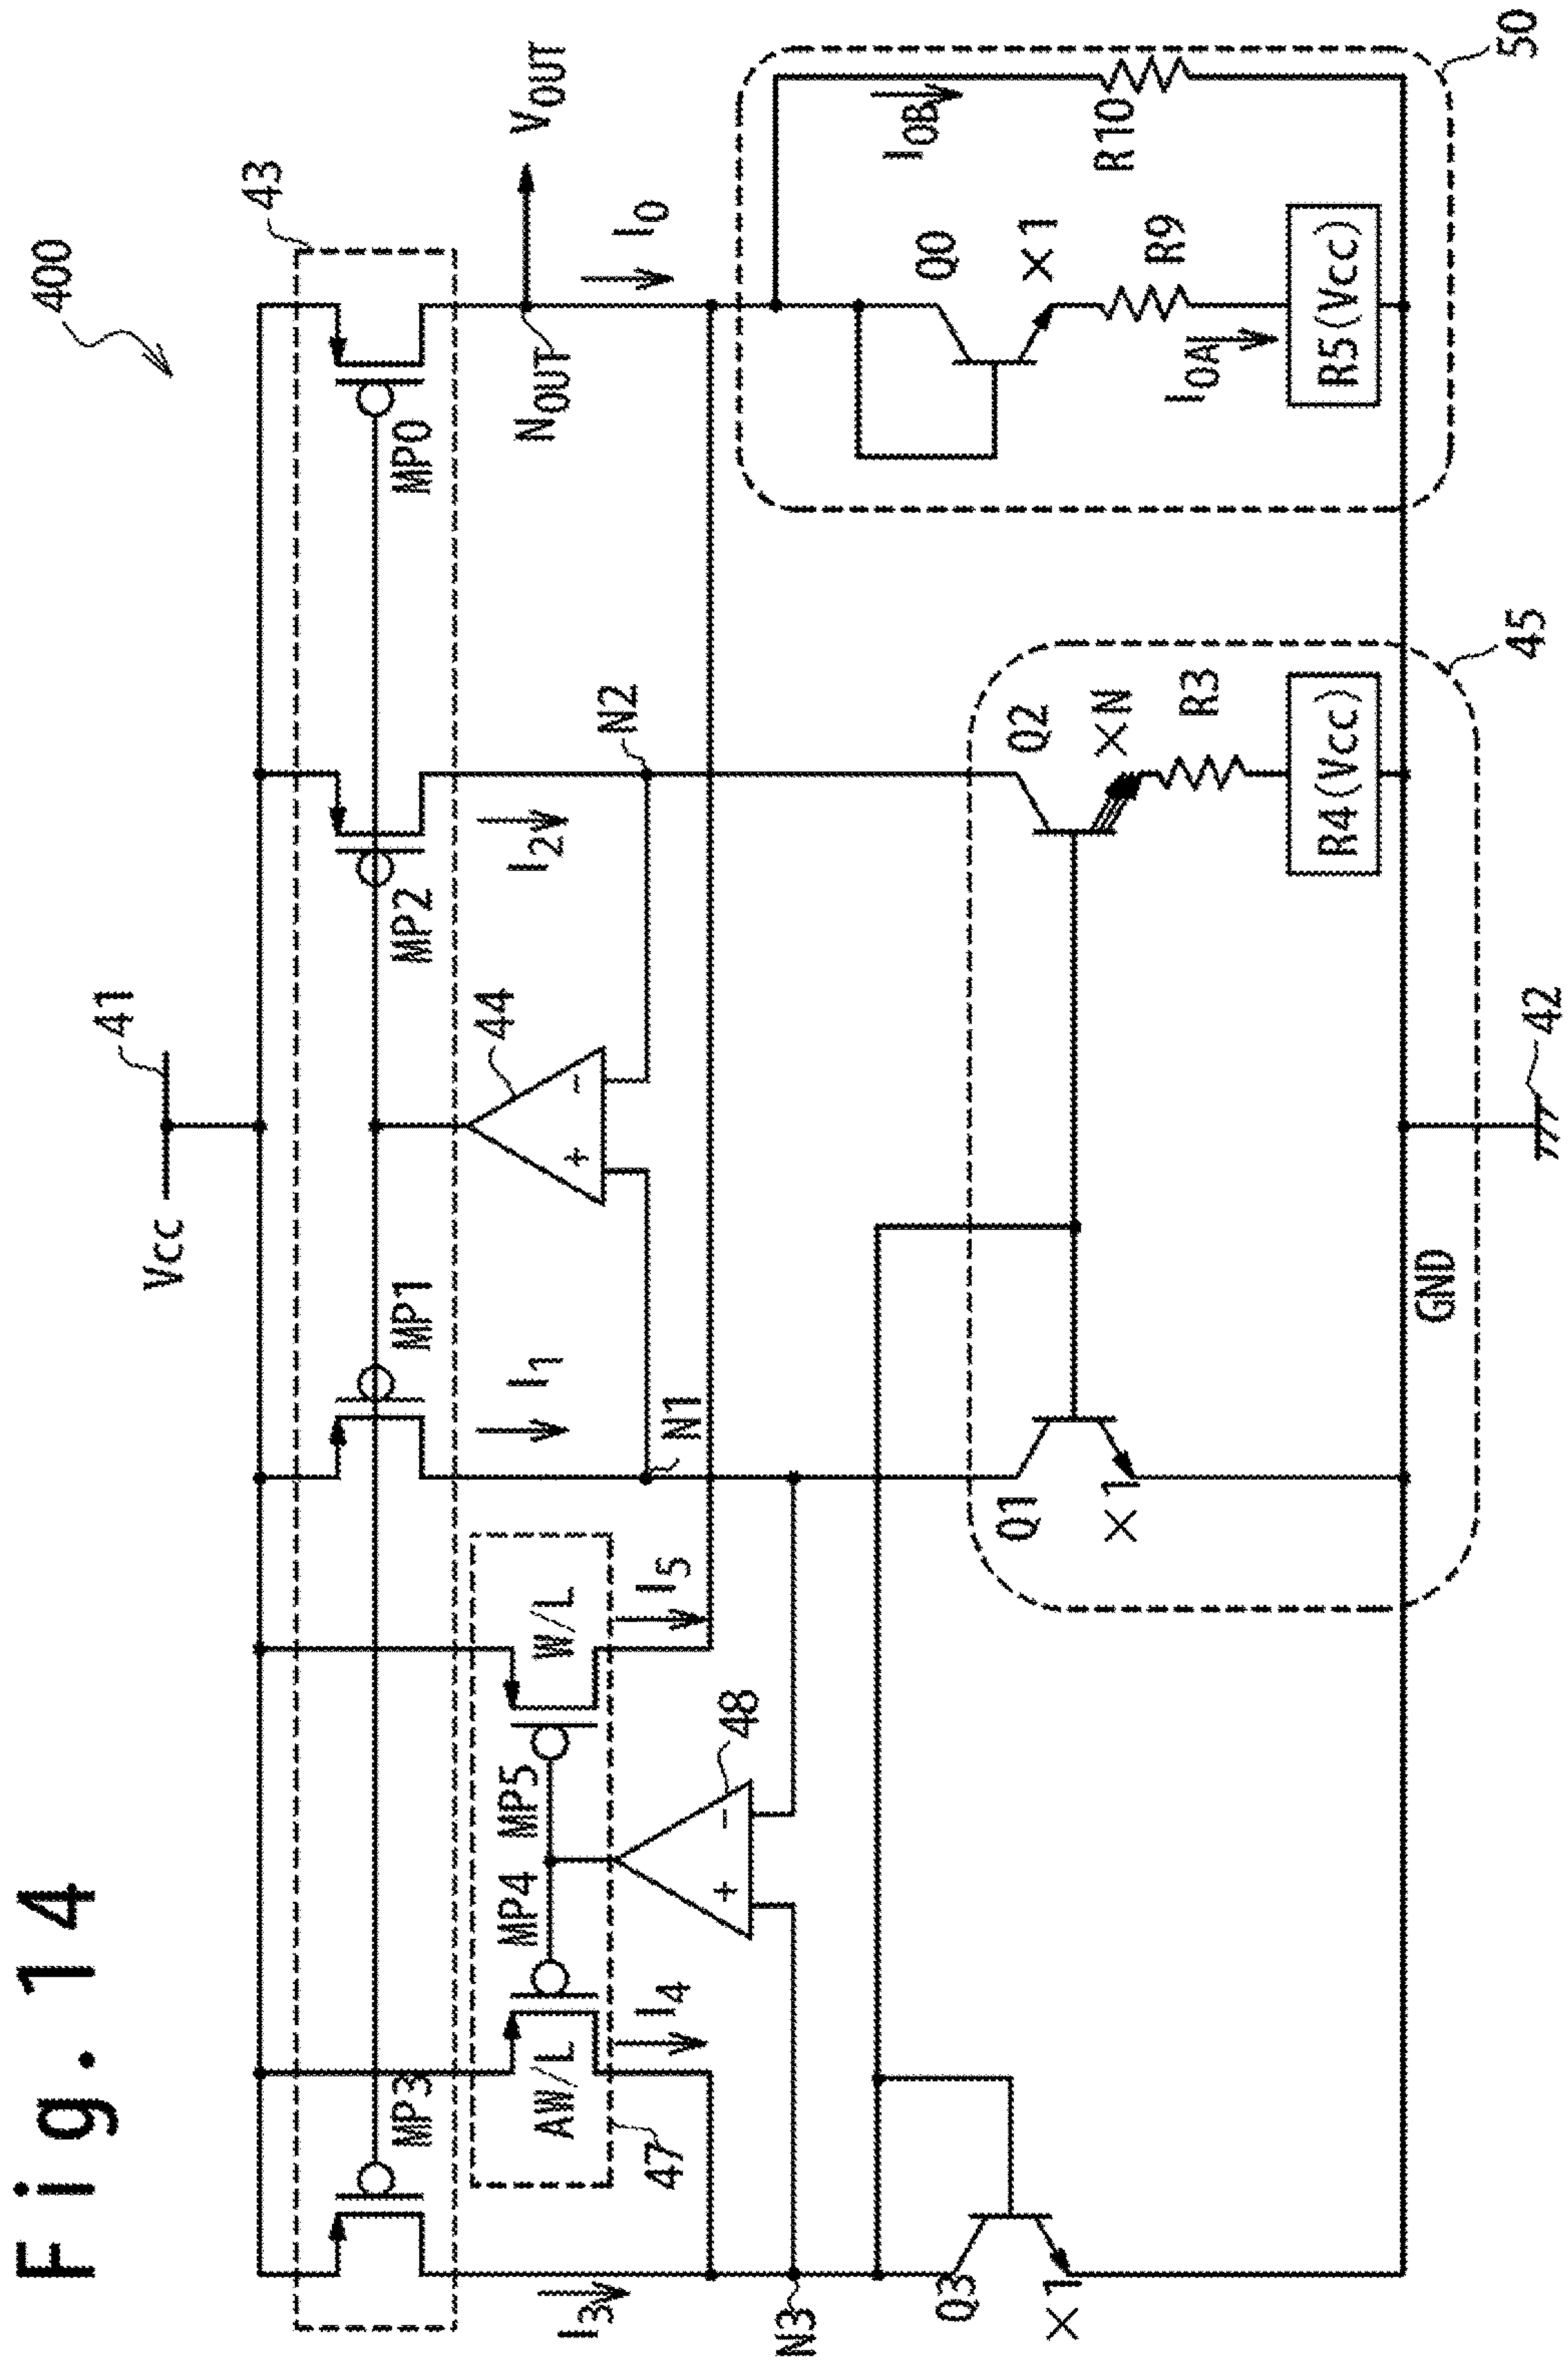 Fig. 14
400
41
Vcc
43
MP3
MP1
MP2
MP0
44
+
−
VOUT
NOUT
I3
I1
I2
I0
AW/L
MP4
MP5
W/L
47
I4
I5
N1
N2
48
+
−
N3
Q3
×1
Q1
×1
Q2
×N
R3
R4(Vcc)
45
Q0
×1
R9
I0A
R5(Vcc)
I0B
R10
50
GND
42